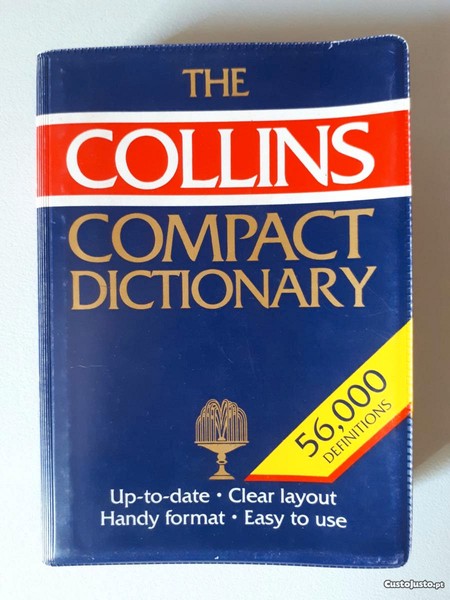 THE
COLLINS
COMPACT
DICTIONARY
56,000
DEFINITIONS
Up-to-date · Clear layout
Handy format · Easy to use
CustoJusto.pt